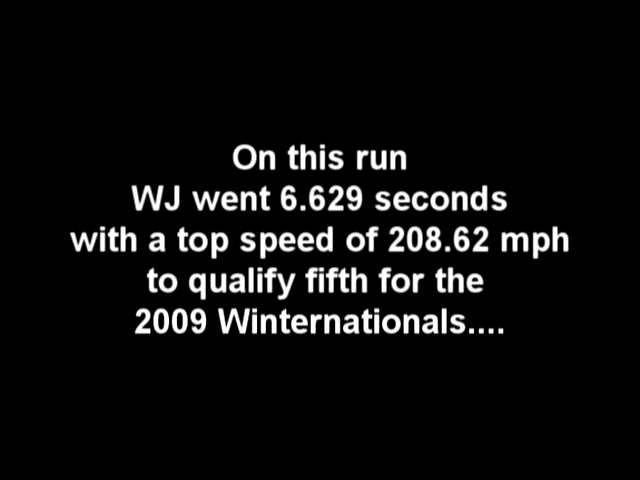 On this run
WJ went 6.629 seconds
with a top speed of 208.62 mph
to qualify fifth for the
2009 Winternationals....